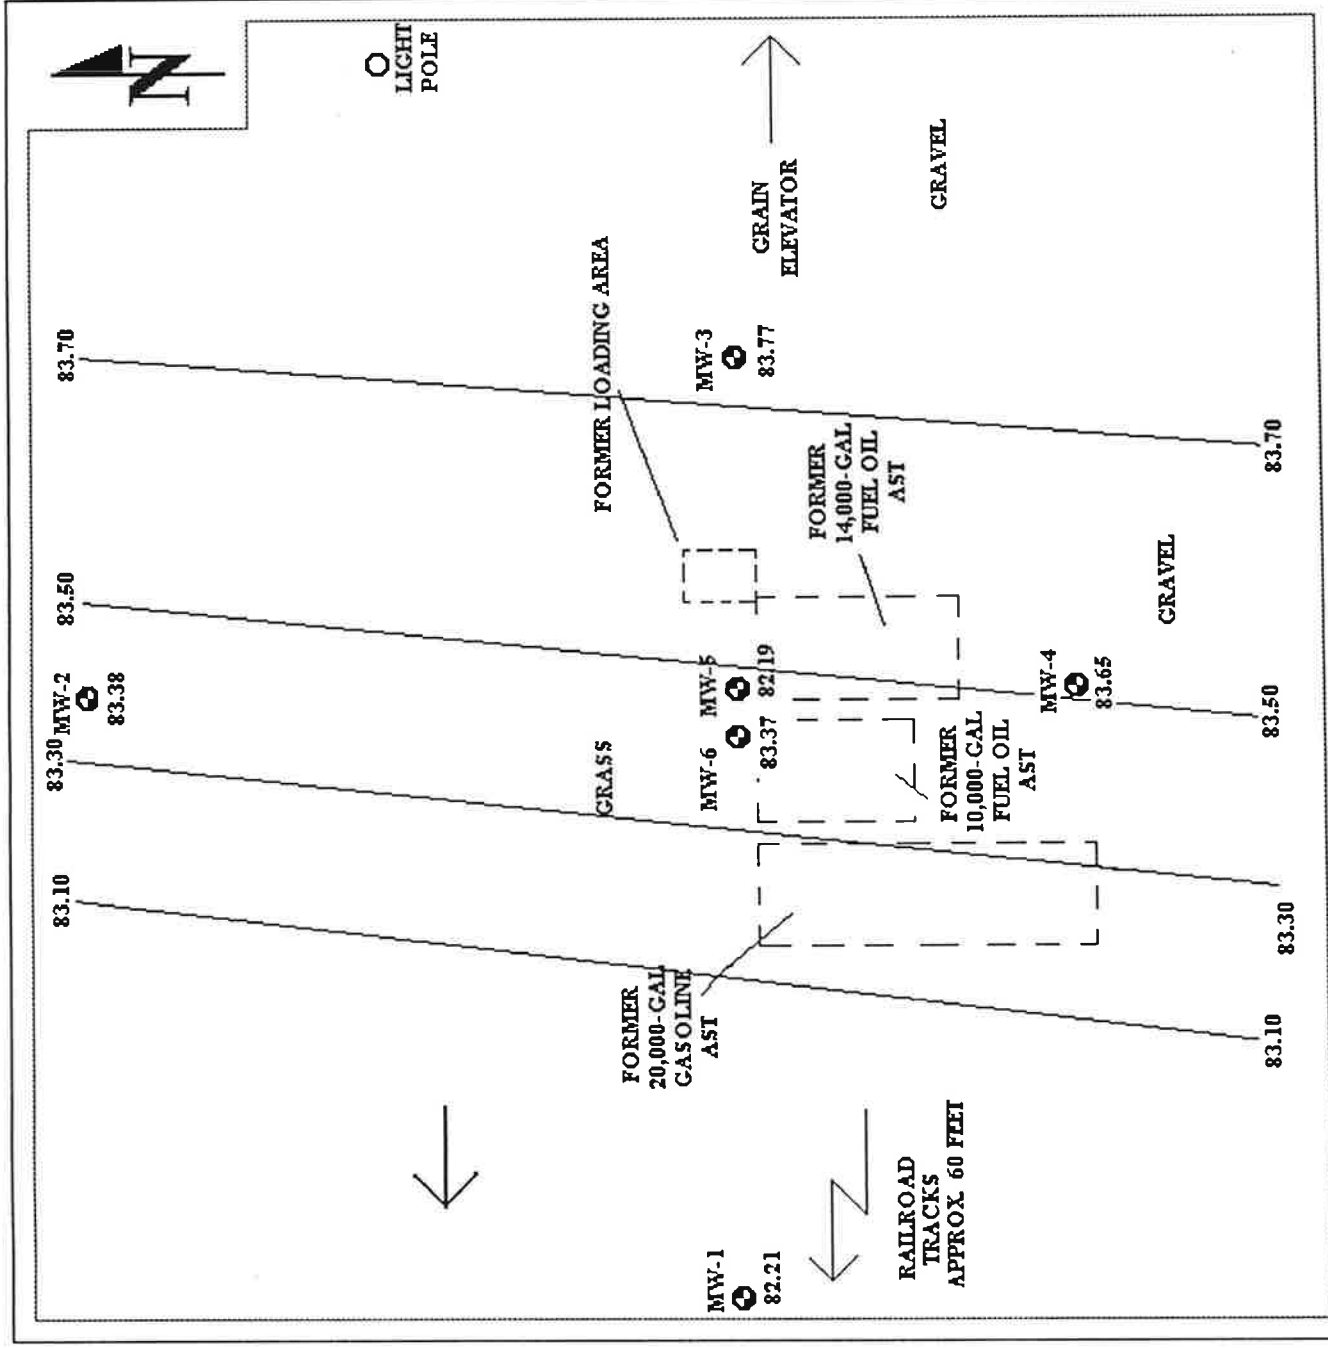 83.10
83.30
MW-2
83.38
83.50
83.70
N
LIGHT
POLE
GRASS
FORMER LOADING AREA
FORMER
20,000-GAL
GASOLINE
AST
MW-1
82.21
MW-6
83.37
MW-5
82.19
MW-3
83.77
GRAIN
ELEVATOR
FORMER
14,000-GAL
FUEL OIL
AST
RAILROAD
TRACKS
APPROX. 60 FEET
FORMER
10,000-GAL
FUEL OIL
AST
GRAVEL
MW-4
83.65
GRAVEL
83.10
83.30
83.50
83.70